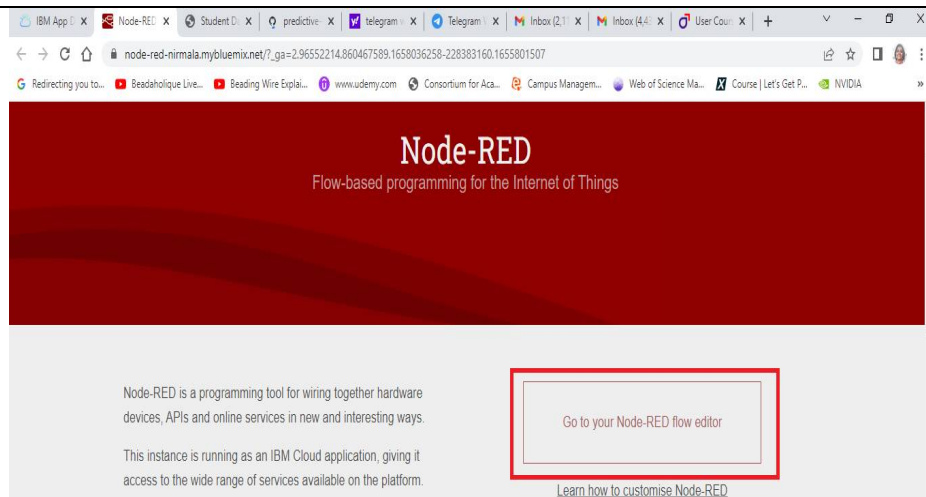 IBM App D
Node-RED
Student Da
predictive-
telegram w
Telegram
Inbox (2,1
Inbox (4,4
User Coun
node-red-nirmala.mybluemix.net/?_ga=2.96552214.860467589.1658036258-228383160.1655801507
Redirecting you to...
Beadaholique Live...
Beading Wire Explai...
www.udemy.com
Consortium for Aca...
Campus Managem...
Web of Science Ma...
Course | Let's Get P...
NVIDIA
»
Node-RED
Flow-based programming for the Internet of Things
Node-RED is a programming tool for wiring together hardware
devices, APIs and online services in new and interesting ways.
This instance is running as an IBM Cloud application, giving it
access to the wide range of services available on the platform.
Go to your Node-RED flow editor
Learn how to customise Node-RED